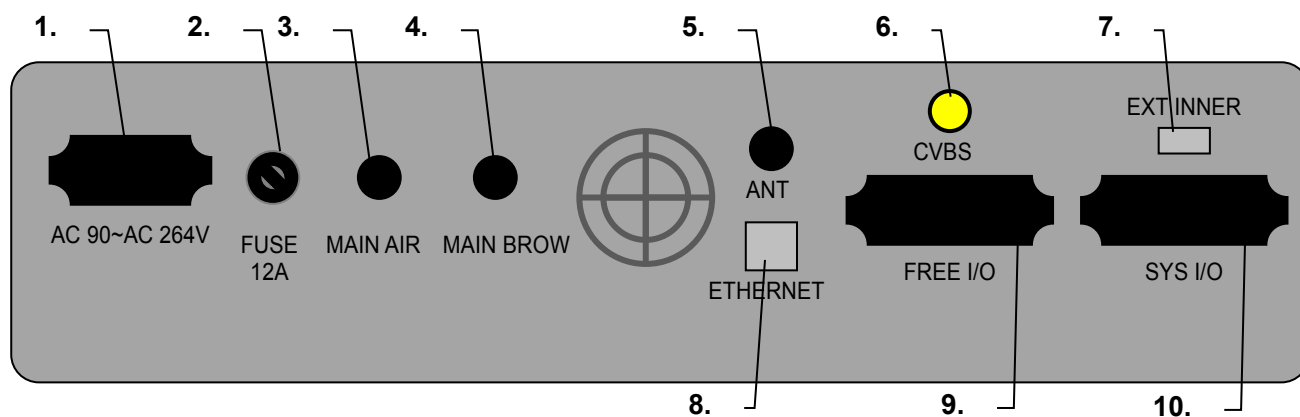 1.
2.
3.
4.
5.
6.
7.
EXT INNER
CVBS
ANT
AC 90~AC 264V
FUSE
12A
MAIN AIR
MAIN BROW
ETHERNET
FREE I/O
SYS I/O
8.
9.
10.